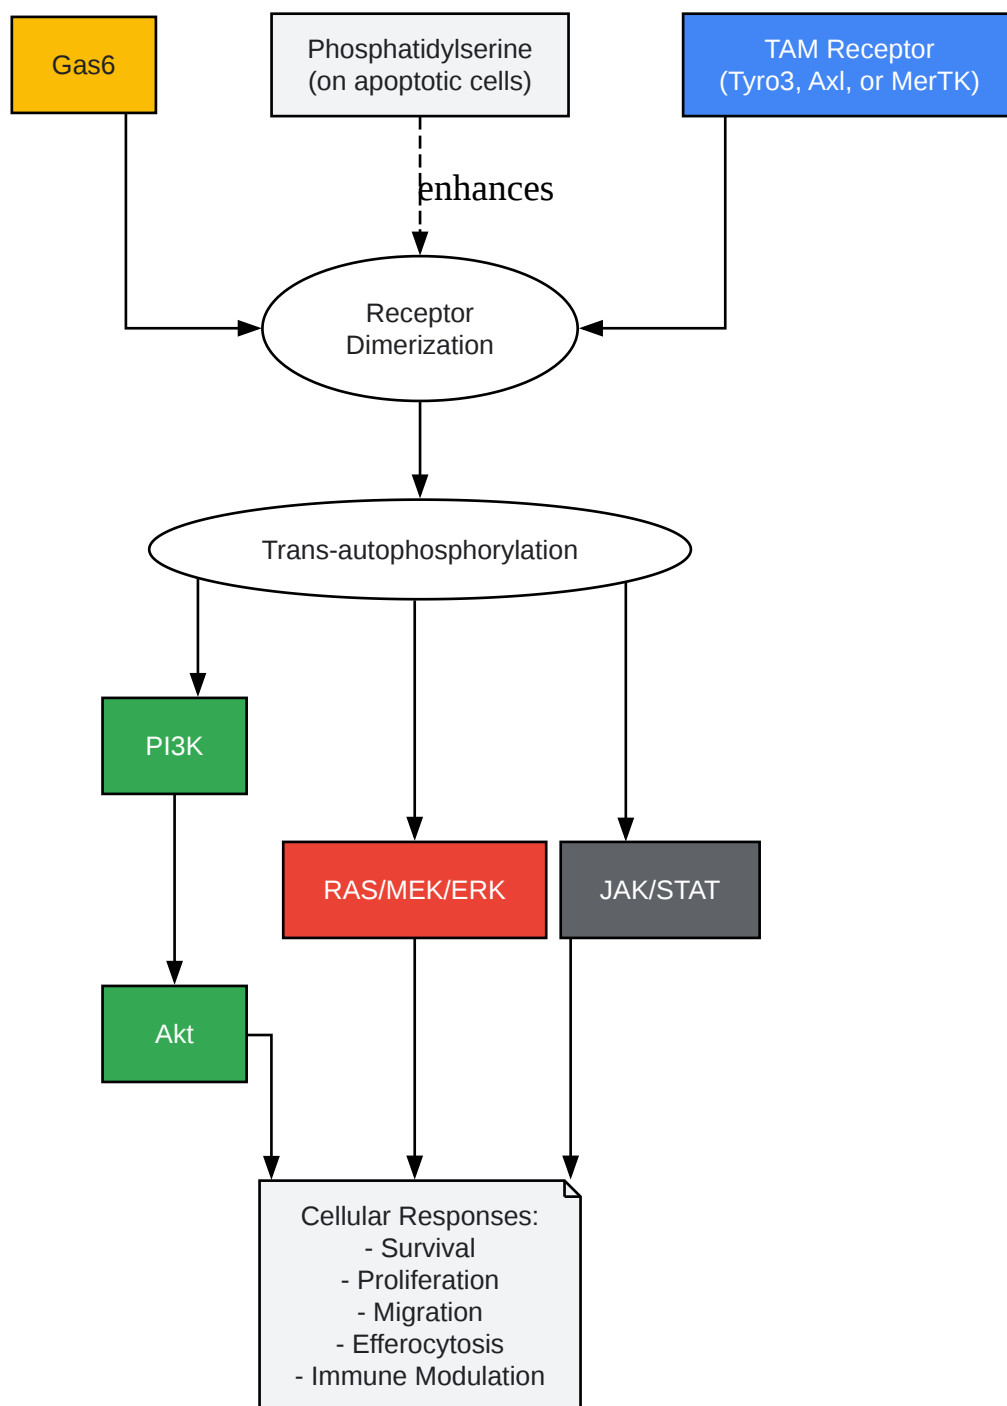 Gas6
Phosphatidylserine
(on apoptotic cells)
TAM Receptor
(Tyro3, Axl, or MerTK)
enhances
Receptor
Dimerization
Trans-autophosphorylation
PI3K
RAS/MEK/ERK
JAK/STAT
Akt
Cellular Responses:
- Survival
- Proliferation
- Migration
- Efferocytosis
- Immune Modulation